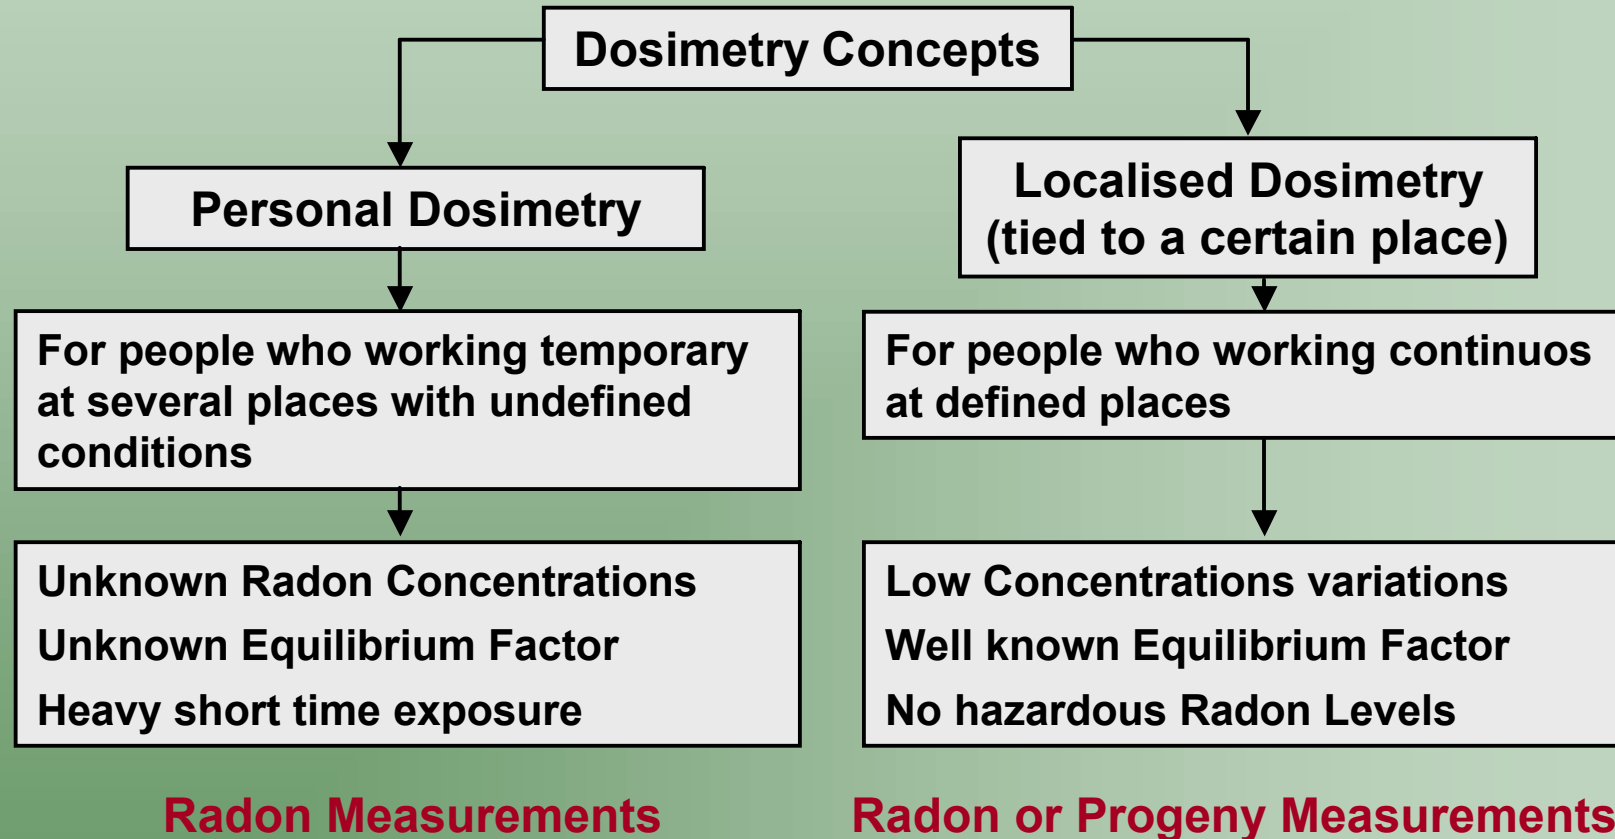 Dosimetry Concepts
Personal Dosimetry
For people who working temporary
at several places with undefined
conditions
Unknown Radon Concentrations
Unknown Equilibrium Factor
Heavy short time exposure
Radon Measurements
Localised Dosimetry
(tied to a certain place)
For people who working continuos
at defined places
Low Concentrations variations
Well known Equilibrium Factor
No hazardous Radon Levels
Radon or Progeny Measurements